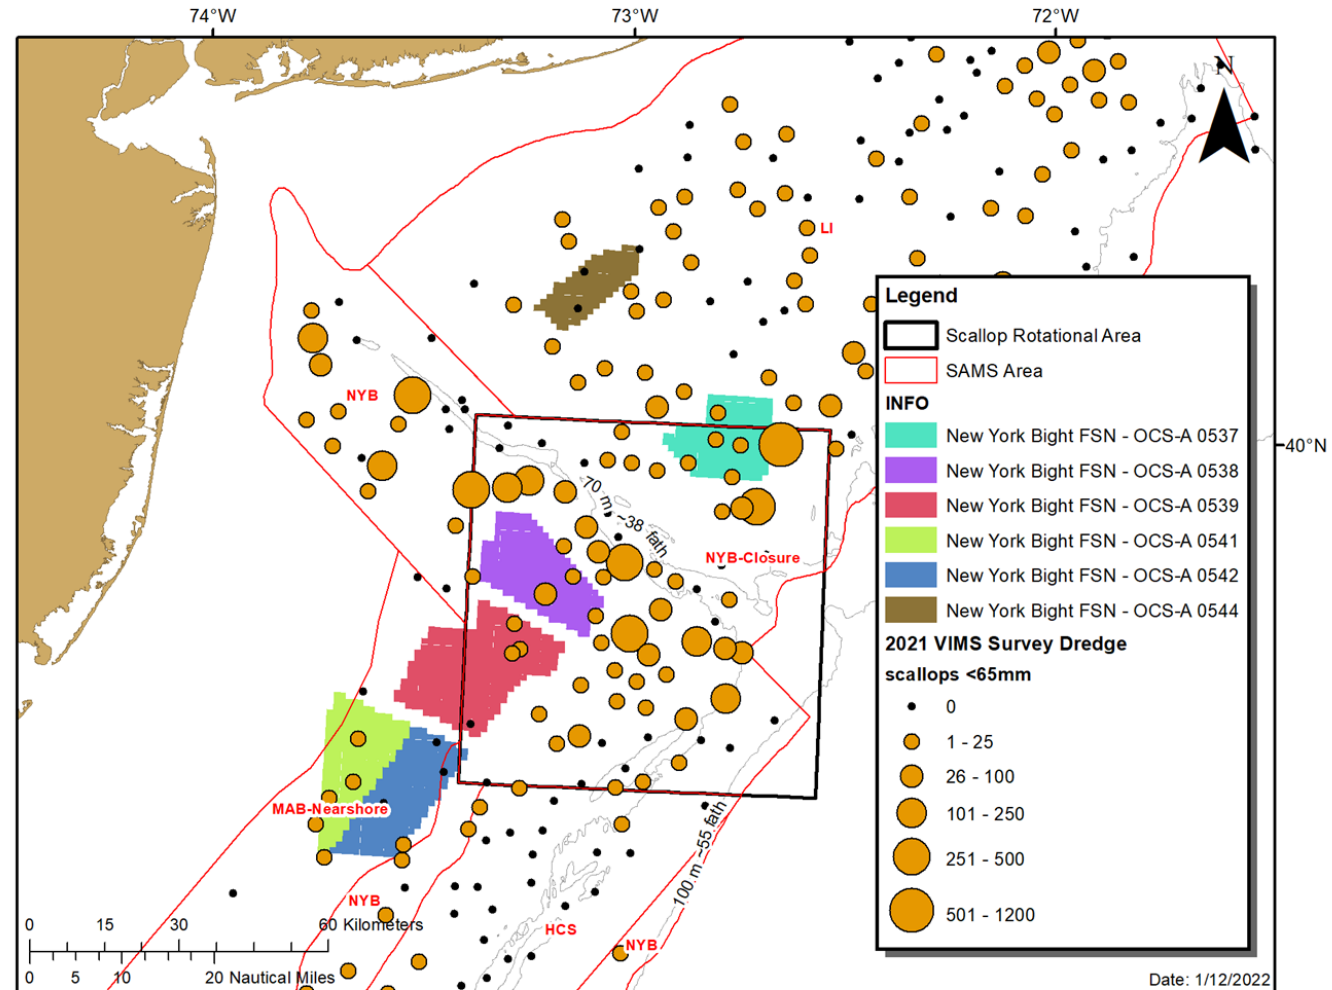 74°W
73°W
72°W
N
LI
Legend
Scallop Rotational Area
SAMS Area
INFO
New York Bight FSN - OCS-A 0537
New York Bight FSN - OCS-A 0538
New York Bight FSN - OCS-A 0539
New York Bight FSN - OCS-A 0541
New York Bight FSN - OCS-A 0542
New York Bight FSN - OCS-A 0544
2021 VIMS Survey Dredge
scallops <65mm
0
1 - 25
26 - 100
101 - 250
251 - 500
501 - 1200
NYB
40°N
70 m ~38 fath
NYB-Closure
MAB-Nearshore
100 m ~55 fath
NYB
HCS
NYB
0 15 30 60 Kilometers
0 5 10 20 Nautical Miles
Date: 1/12/2022